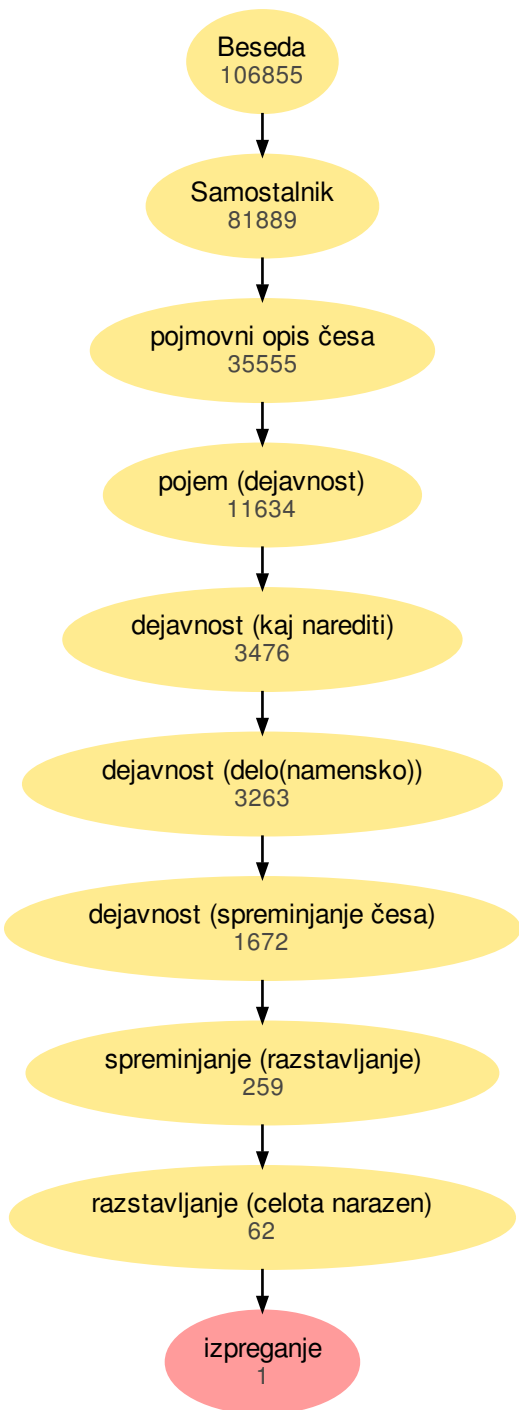 Beseda
106855
Samostalnik
81889
pojmovni opis česa
35555
pojem (dejavnost)
11634
dejavnost (kaj narediti)
3476
dejavnost (delo(namensko))
3263
dejavnost (spreminjanje česa)
1672
spreminjanje (razstavljanje)
259
razstavljanje (celota narazen)
62
izpreganje
1